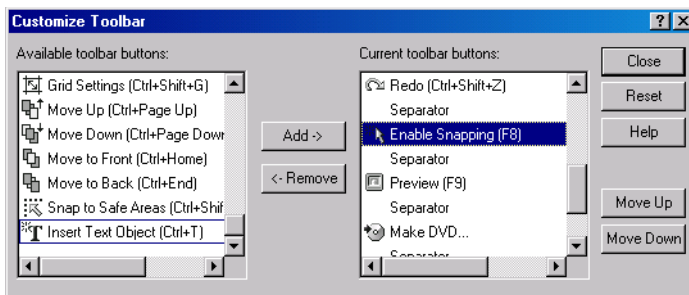 Customize Toolbar
Available toolbar buttons:
Grid Settings (Ctrl+Shift+G)
Move Up (Ctrl+Page Up)
Move Down (Ctrl+Page Down
Move to Front (Ctrl+Home)
Move to Back (Ctrl+End)
Snap to Safe Areas (Ctrl+Shif
Insert Text Object (Ctrl+T)
Add ->
<- Remove
Current toolbar buttons:
Redo (Ctrl+Shift+Z)
Separator
Enable Snapping (F8)
Separator
Preview (F9)
Separator
Make DVD...
Separator
Close
Reset
Help
Move Up
Move Down